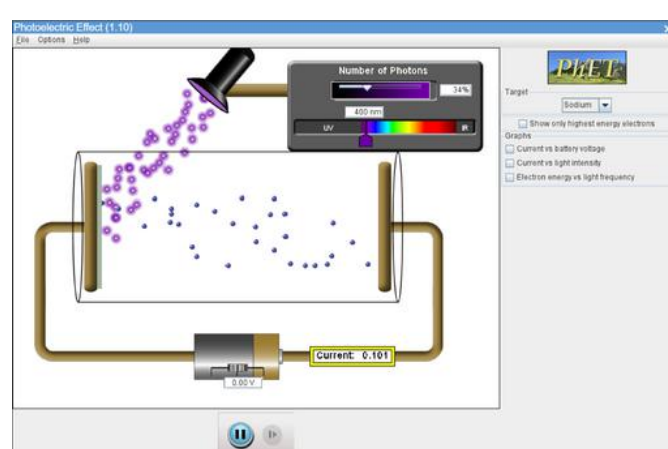 Photoelectric Effect (1.10)
File Options Help
Number of Photons
34%
400 nm
UV
IR
Current: 0.101
0.00 V
PhET
Target
Sodium
Show only highest energy electrons
Graphs
Current vs battery voltage
Current vs light intensity
Electron energy vs light frequency